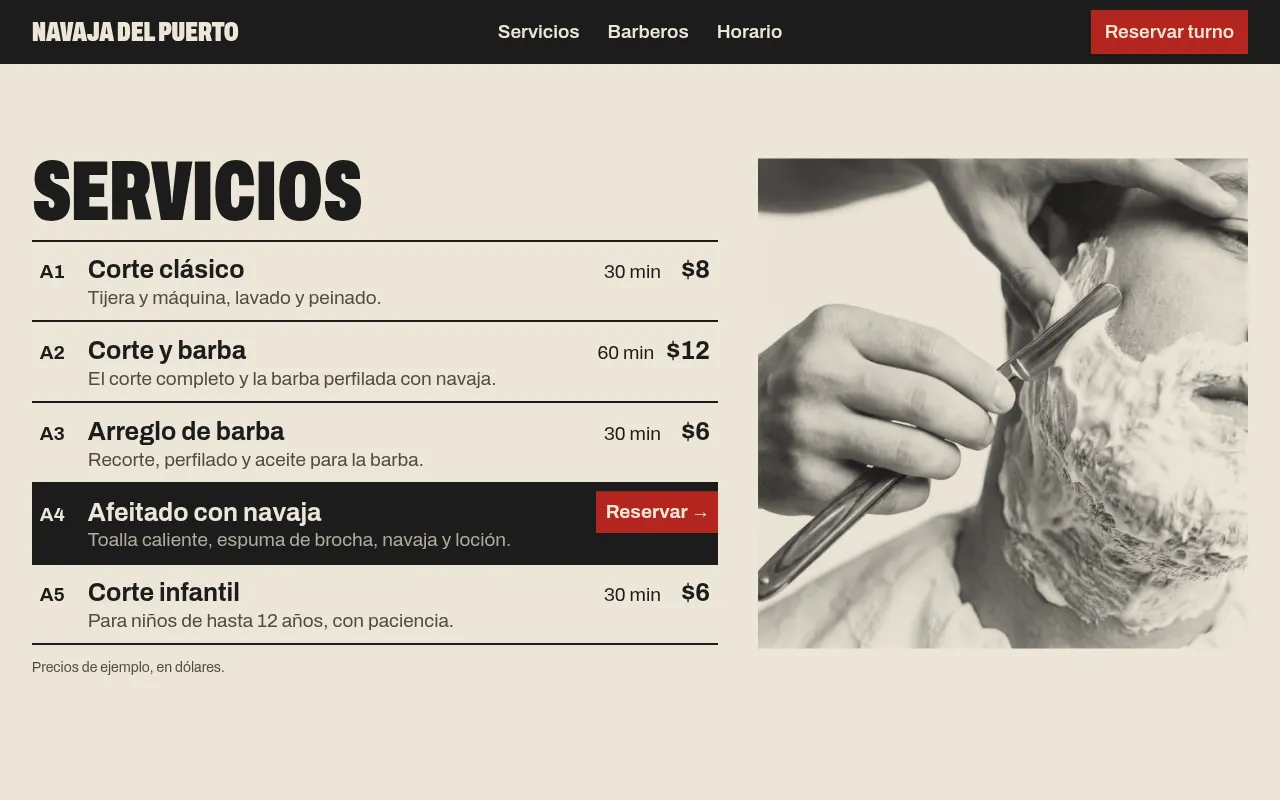 NAVAJA DEL PUERTO
Servicios Barberos Horario
Reservar turno
SERVICIOS
A1 Corte clásico 30 min $8
Tijera y máquina, lavado y peinado.
A2 Corte y barba 60 min $12
El corte completo y la barba perfilada con navaja.
A3 Arreglo de barba 30 min $6
Recorte, perfilado y aceite para la barba.
A4 Afeitado con navaja Reservar →
Toalla caliente, espuma de brocha, navaja y loción.
A5 Corte infantil 30 min $6
Para niños de hasta 12 años, con paciencia.
Precios de ejemplo, en dólares.